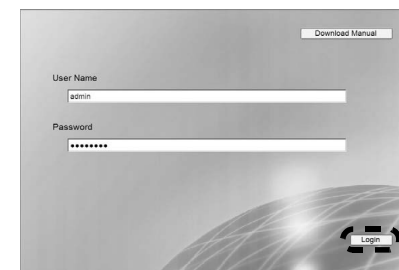 Download Manual
User Name
admin
Password
••••••••
Login